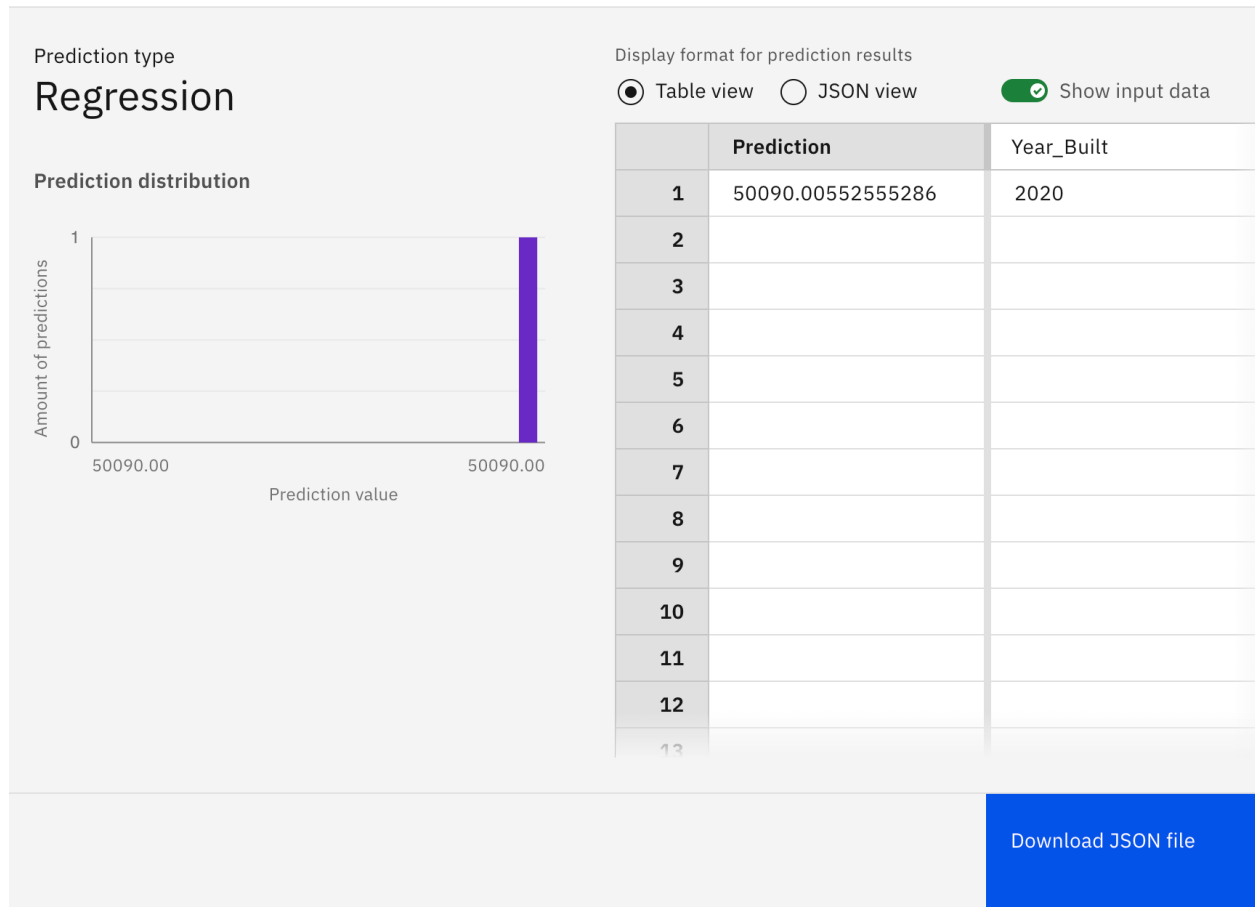 Prediction type
Regression
Prediction distribution
1
Amount of predictions
0
50090.00 50090.00
Prediction value
Display format for prediction results
Table view JSON view Show input data
Prediction Year_Built
1 50090.00552555286 2020
2
3
4
5
6
7
8
9
10
11
12
13
Download JSON file